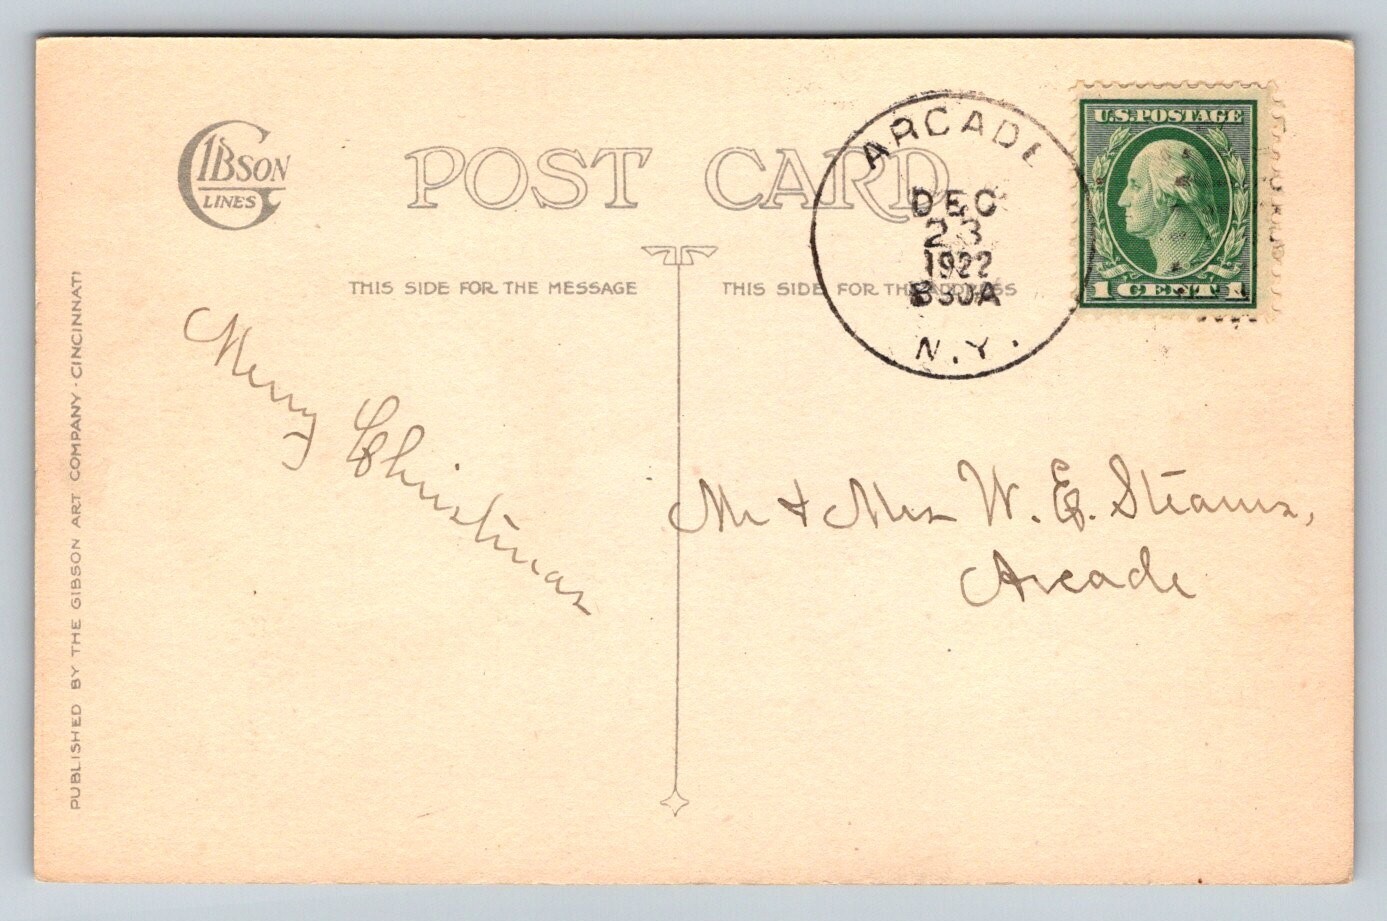 GIBSON
LINES
POST CARD
THIS SIDE FOR THE MESSAGE
THIS SIDE FOR THE ADDRESS
ARCADE
DEC
23
1922
830A
N.Y.
U.S. POSTAGE
1 CENT 1
Merry Christmas
Mr & Mrs W. E. Stearns,
Arcade
PUBLISHED BY THE GIBSON ART COMPANY - CINCINNATI